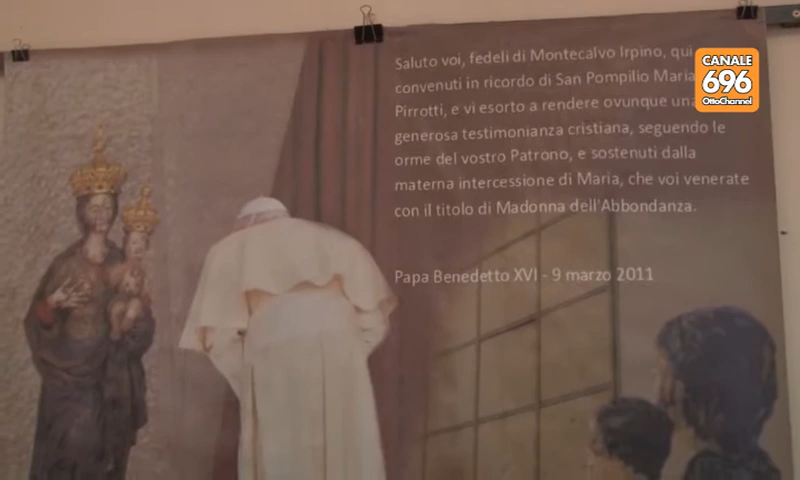 Saluto voi, fedeli di Montecalvo Irpino, qui
convenuti in ricordo di San Pompilio Maria
Pirrotti, e vi esorto a rendere ovunque una
generosa testimonianza cristiana, seguendo le
orme del vostro Patrono, e sostenuti dalla
materna intercessione di Maria, che voi venerate
con il titolo di Madonna dell'Abbondanza.
Papa Benedetto XVI - 9 marzo 2011
CANALE
696
OttoChannel